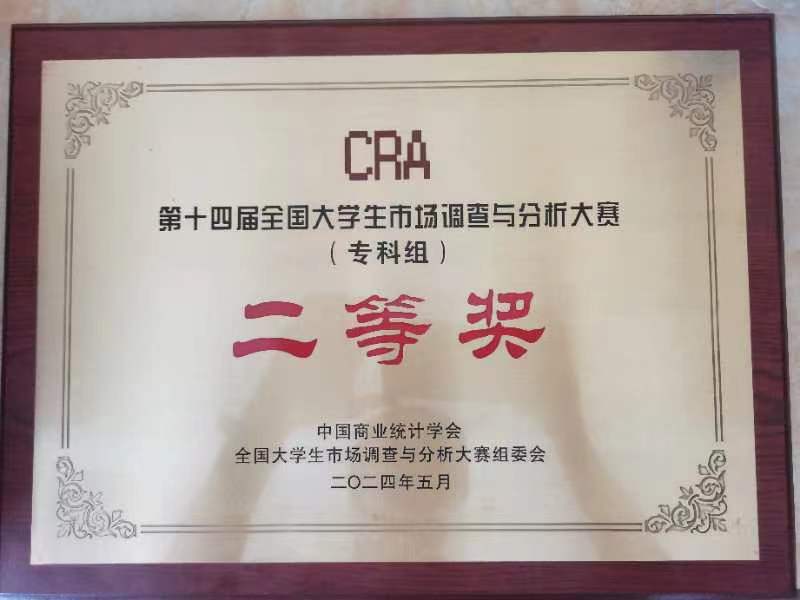 CRA
第十四届全国大学生市场调查与分析大赛
（专科组）
二等奖
中国商业统计学会
全国大学生市场调查与分析大赛组委会
二〇二四年五月